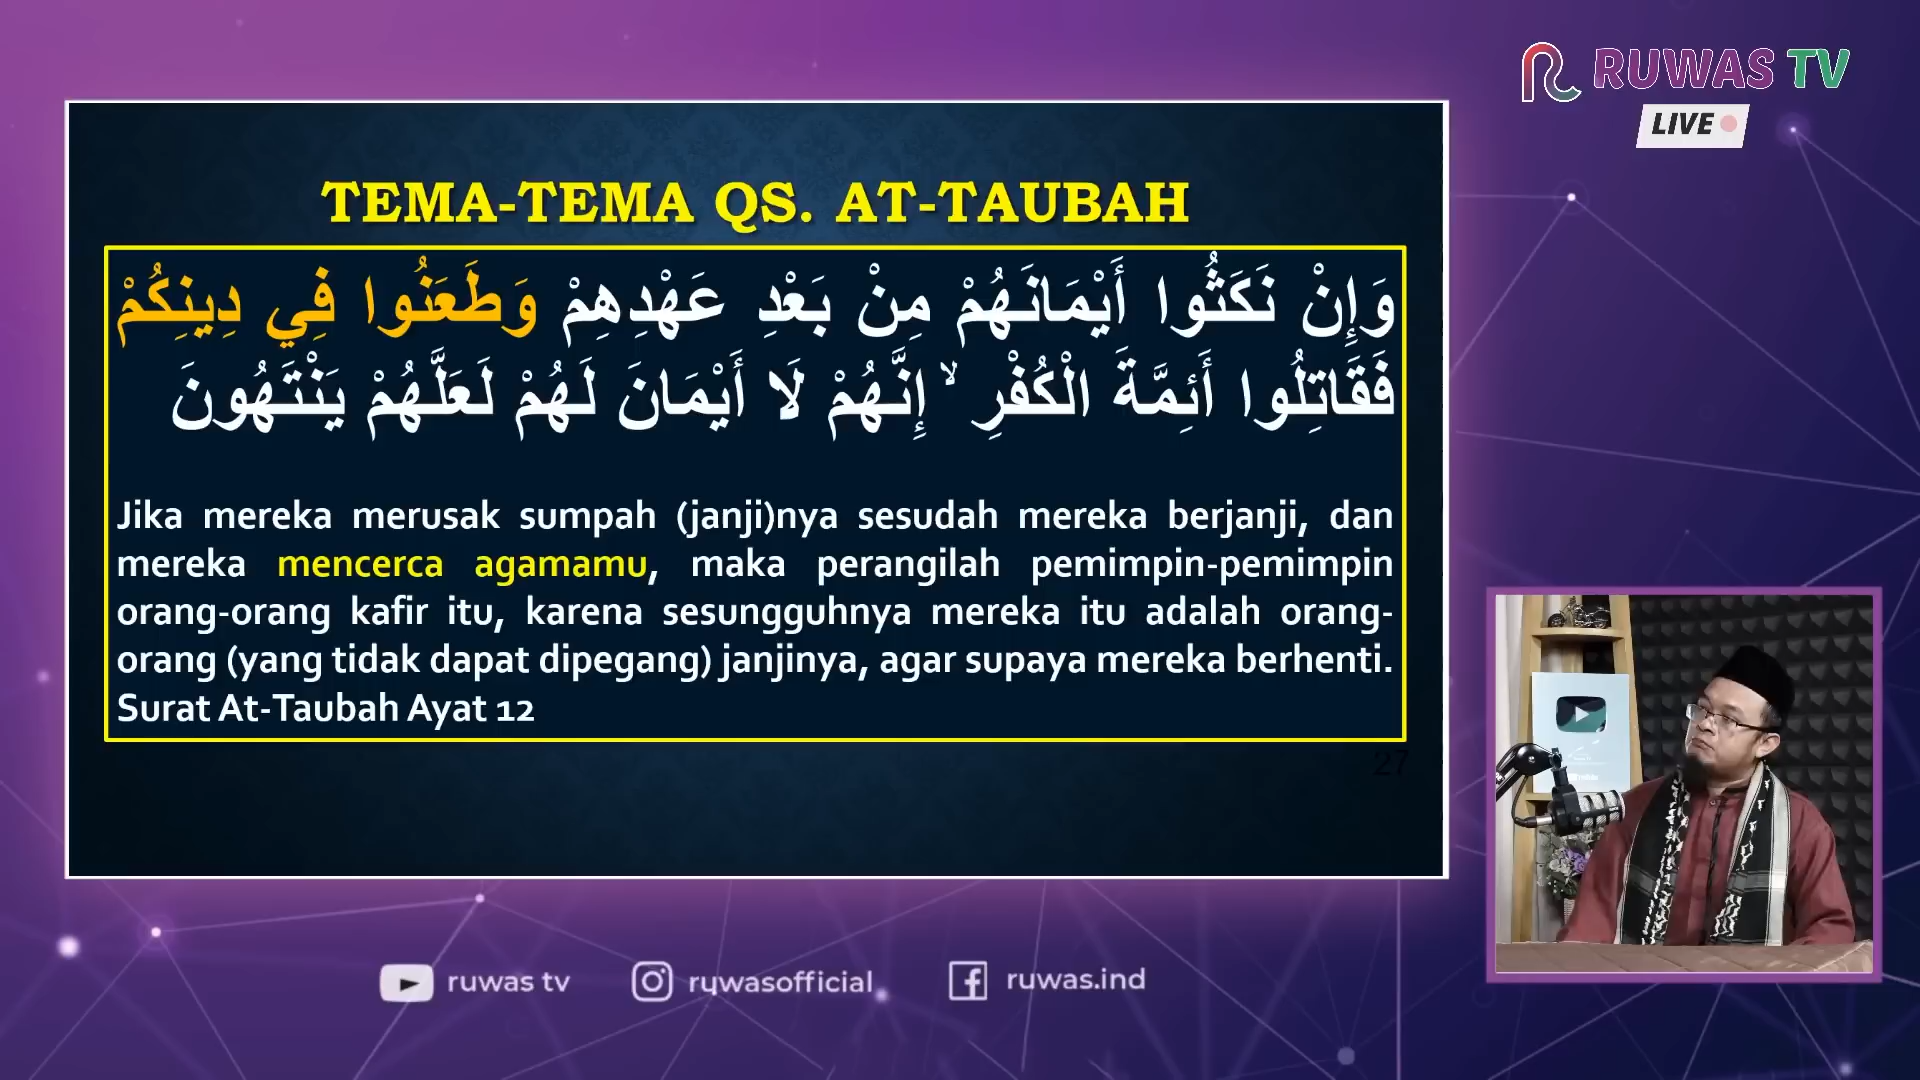 RUWAS TV
LIVE
TEMA-TEMA QS. AT-TAUBAH
وَإِنْ نَكَثُوا أَيْمَانَهُمْ مِنْ بَعْدِ عَهْدِهِمْ وَطَعَنُوا فِي دِينِكُمْ
فَقَاتِلُوا أَئِمَّةَ الْكُفْرِ ۙ إِنَّهُمْ لَا أَيْمَانَ لَهُمْ لَعَلَّهُمْ يَنْتَهُونَ
Jika mereka merusak sumpah (janji)nya sesudah mereka berjanji, dan
mereka mencerca agamamu, maka perangilah pemimpin-pemimpin
orang-orang kafir itu, karena sesungguhnya mereka itu adalah orang-
orang (yang tidak dapat dipegang) janjinya, agar supaya mereka berhenti.
Surat At-Taubah Ayat 12
27
ruwas tv
ruwasofficial
ruwas.ind